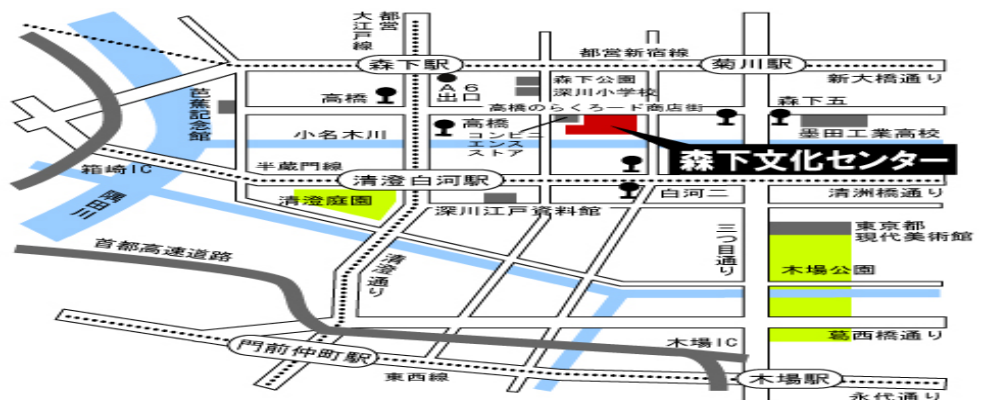 都営
大江戸線
都営新宿線
森下駅
菊川駅
新大橋通り
A6
出口
森下公園
深川小学校
高橋
高橋のらくロード商店街
森下五
芭蕉記念館
小名木川
高橋
コンビニ
エンス
ストア
墨田工業高校
森下文化センター
箱崎IC
半蔵門線
清澄白河駅
白河二
清洲橋通り
隅田川
清澄庭園
深川江戸資料館
三つ目通り
東京都
現代美術館
首都高速道路
清澄通り
木場公園
葛西橋通り
門前仲町駅
木場IC
東西線
木場駅
永代通り